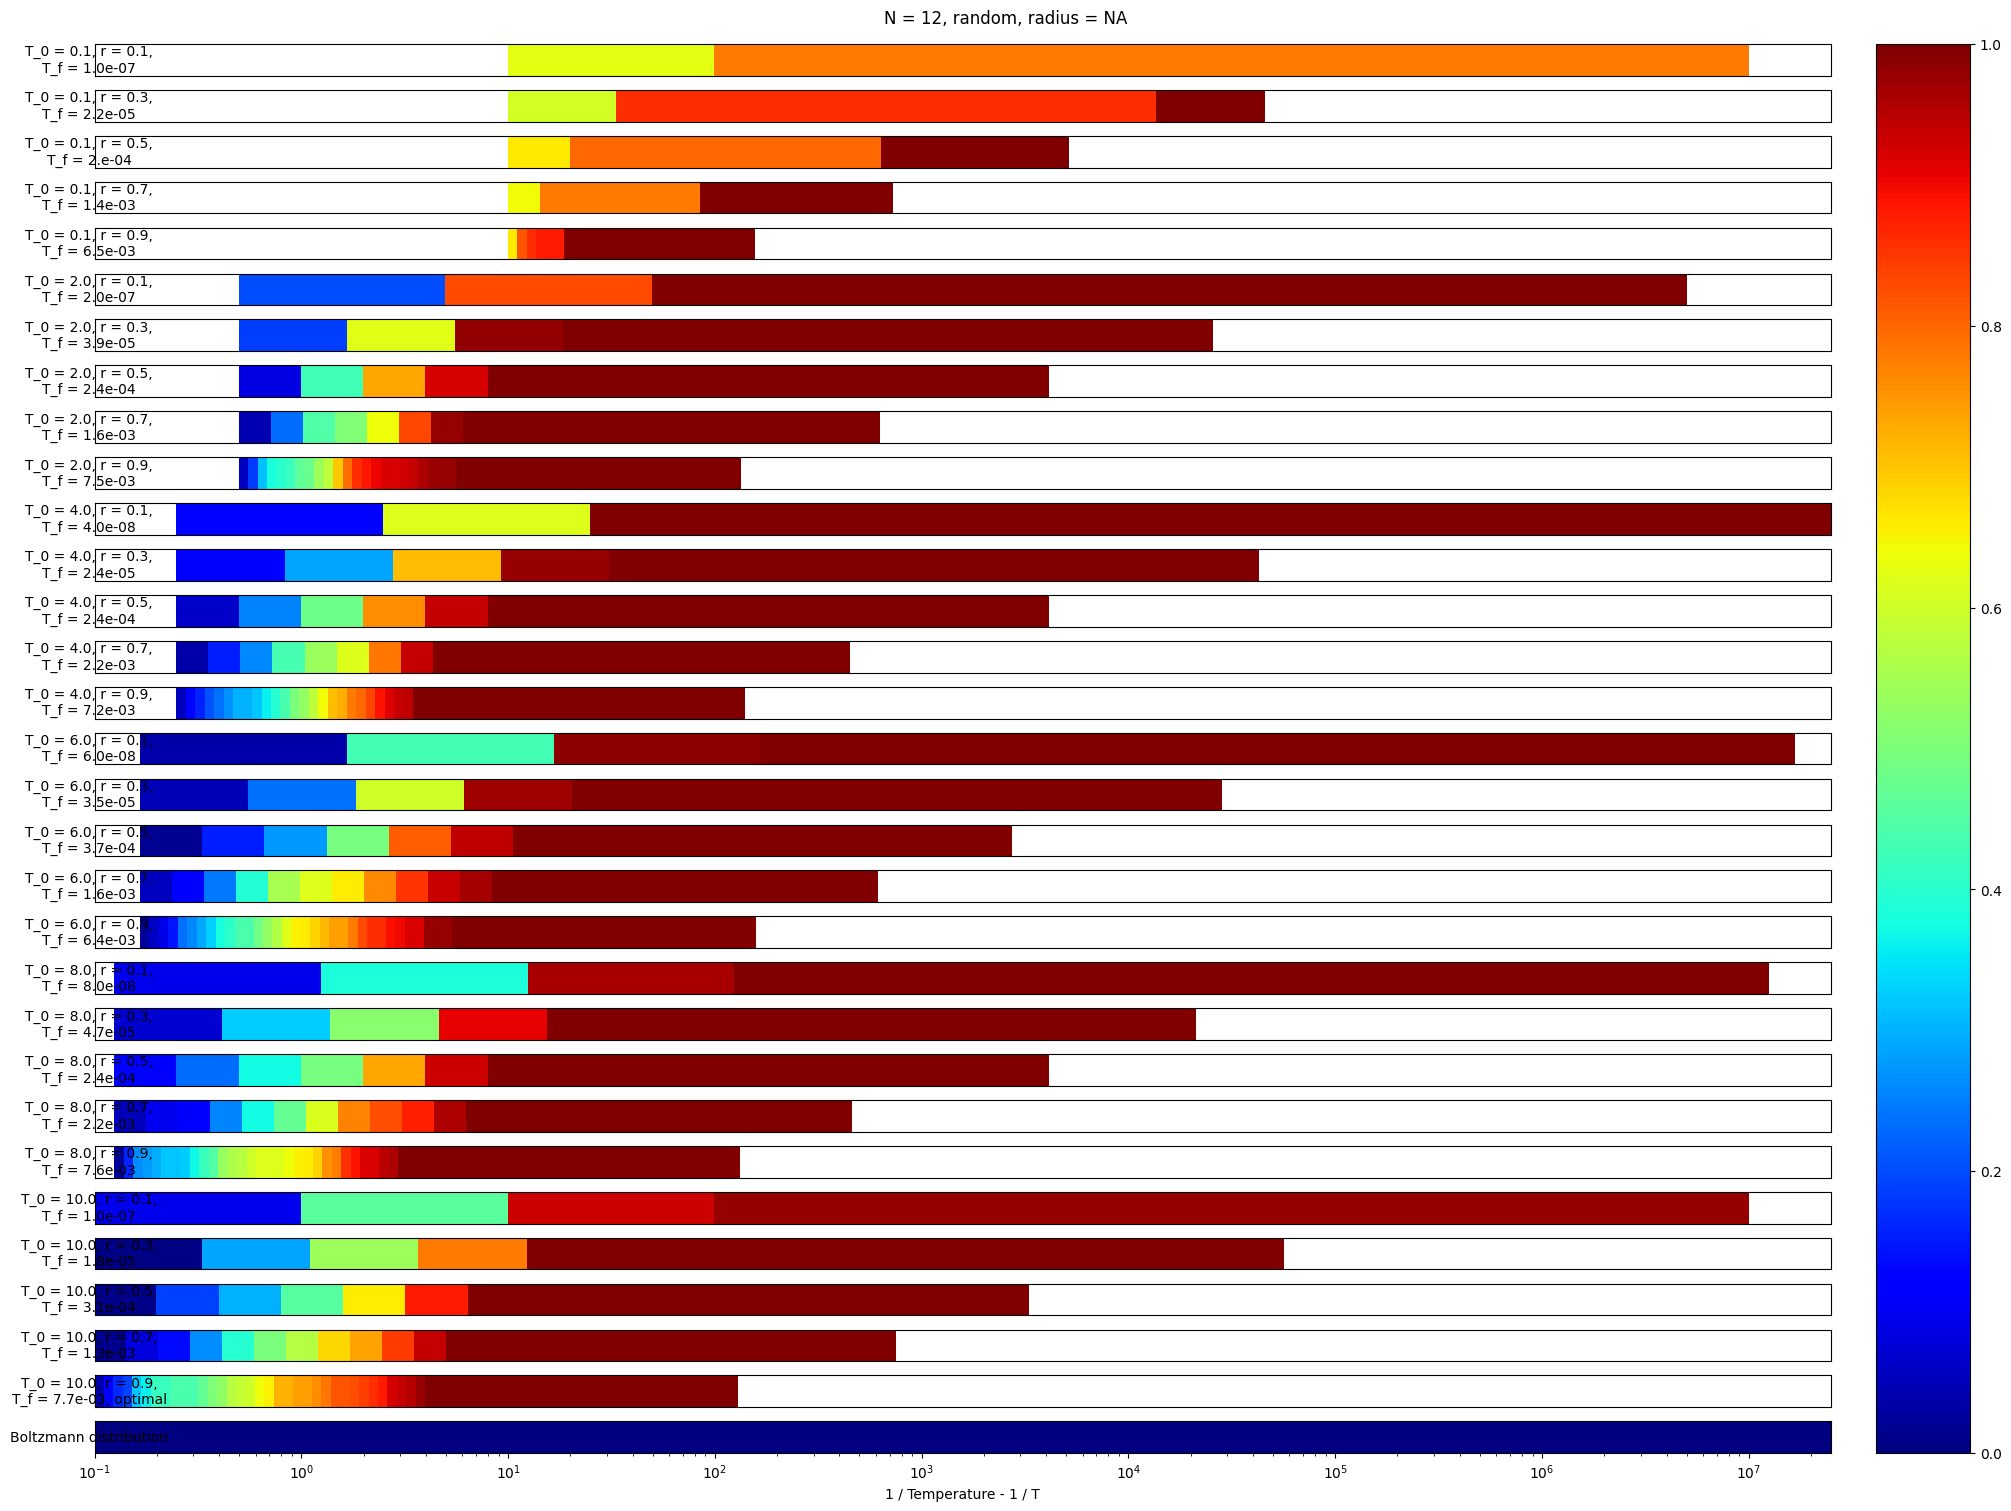 N = 12, random, radius = NA
T_0 = 0.1, r = 0.1,
T_f = 1.0e-07
T_0 = 0.1, r = 0.3,
T_f = 2.2e-05
T_0 = 0.1, r = 0.5,
T_f = 2.e-04
T_0 = 0.1, r = 0.7,
T_f = 1.4e-03
T_0 = 0.1, r = 0.9,
T_f = 6.5e-03
T_0 = 2.0, r = 0.1,
T_f = 2.0e-07
T_0 = 2.0, r = 0.3,
T_f = 3.9e-05
T_0 = 2.0, r = 0.5,
T_f = 2.4e-04
T_0 = 2.0, r = 0.7,
T_f = 1.6e-03
T_0 = 2.0, r = 0.9,
T_f = 7.5e-03
T_0 = 4.0, r = 0.1,
T_f = 4.0e-08
T_0 = 4.0, r = 0.3,
T_f = 2.4e-05
T_0 = 4.0, r = 0.5,
T_f = 2.4e-04
T_0 = 4.0, r = 0.7,
T_f = 2.2e-03
T_0 = 4.0, r = 0.9,
T_f = 7.2e-03
T_0 = 6.0, r = 0.1,
T_f = 6.0e-08
T_0 = 6.0, r = 0.3,
T_f = 3.5e-05
T_0 = 6.0, r = 0.5,
T_f = 3.7e-04
T_0 = 6.0, r = 0.7,
T_f = 1.6e-03
T_0 = 6.0, r = 0.9,
T_f = 6.4e-03
T_0 = 8.0, r = 0.1,
T_f = 8.0e-08
T_0 = 8.0, r = 0.3,
T_f = 4.7e-05
T_0 = 8.0, r = 0.5,
T_f = 2.4e-04
T_0 = 8.0, r = 0.7,
T_f = 2.2e-03
T_0 = 8.0, r = 0.9,
T_f = 7.6e-03
T_0 = 10.0, r = 0.1,
T_f = 1.0e-07
T_0 = 10.0, r = 0.3,
T_f = 1.8e-05
T_0 = 10.0, r = 0.5,
T_f = 3.1e-04
T_0 = 10.0, r = 0.7,
T_f = 1.3e-03
T_0 = 10.0, r = 0.9,
T_f = 7.7e-03, optimal
Boltzmann distribution
10⁻¹ 10⁰ 10¹ 10² 10³ 10⁴ 10⁵ 10⁶ 10⁷
1 / Temperature - 1 / T
1.0
0.8
0.6
0.4
0.2
0.0